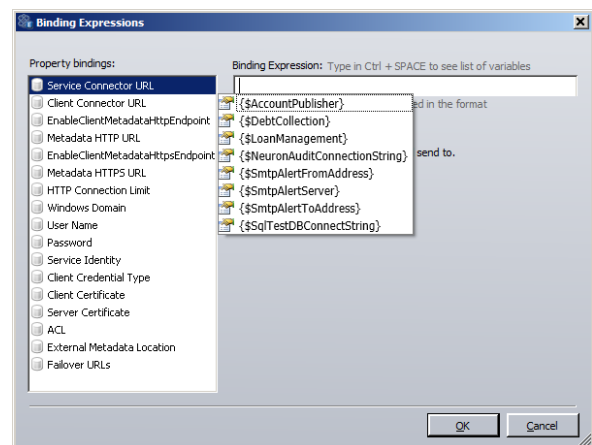 Binding Expressions
Property bindings:
Binding Expression: Type in Ctrl + SPACE to see list of variables
Service Connector URL
Client Connector URL
EnableClientMetadataHttpEndpoint
Metadata HTTP URL
EnableClientMetadataHttpsEndpoint
Metadata HTTPS URL
HTTP Connection Limit
Windows Domain
User Name
Password
Service Identity
Client Credential Type
Client Certificate
Server Certificate
ACL
External Metadata Location
Failover URLs
{$AccountPublisher}
{$DebtCollection}
{$LoanManagement}
{$NeuronAuditConnectionString}
{$SmtpAlertFromAddress}
{$SmtpAlertServer}
{$SmtpAlertToAddress}
{$SqlTestDBConnectString}
in the format
send to.
OK
Cancel